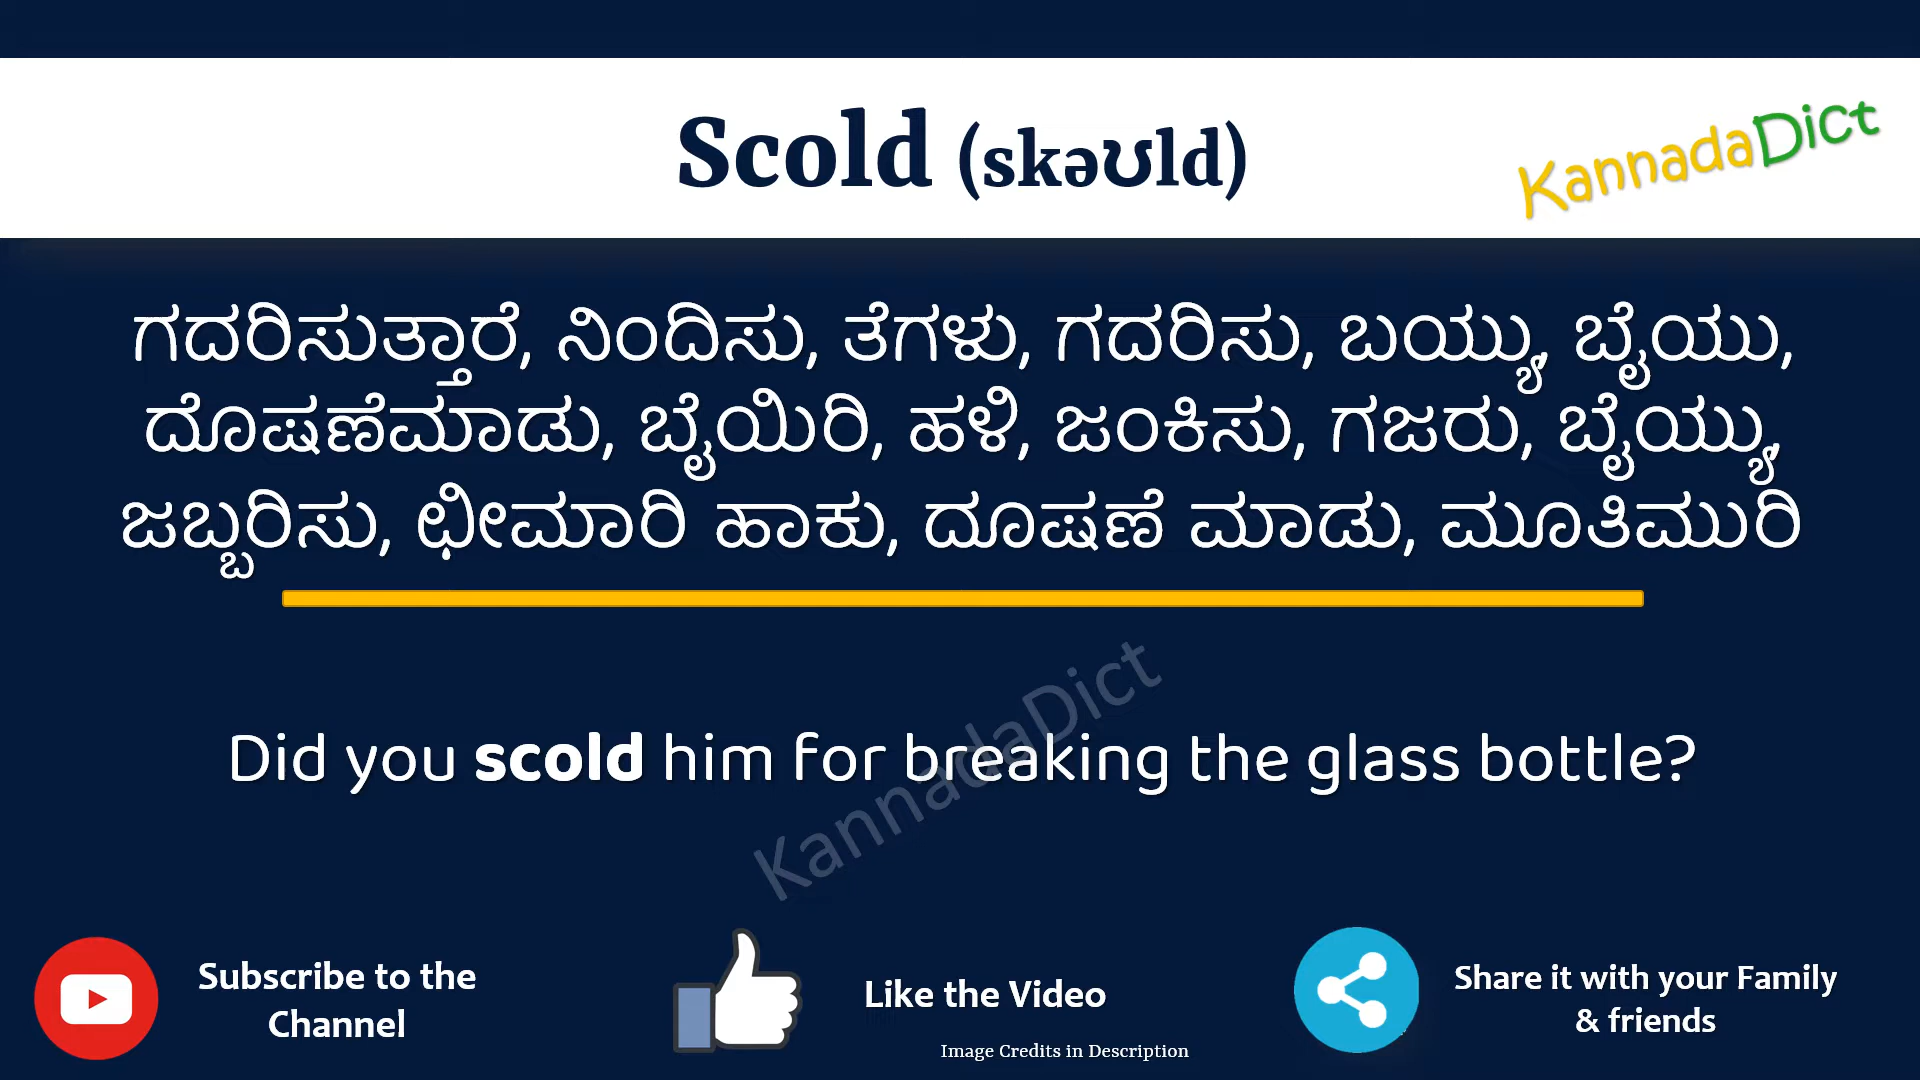 Scold (skəʊld)
KannadaDict
ಗದರಿಸುತ್ತಾರೆ, ನಿಂದಿಸು, ತೆಗಳು, ಗದರಿಸು, ಬಯ್ಯು, ಬೈಯು,
ದೊಷಣೆಮಾಡು, ಬೈಯಿರಿ, ಹಳಿ, ಜಂಕಿಸು, ಗಜರು, ಬೈಯ್ಯು,
ಜಬ್ಬರಿಸು, ಛೀಮಾರಿ ಹಾಕು, ದೂಷಣೆ ಮಾಡು, ಮೂತಿಮುರಿ
KannadaDict
Did you scold him for breaking the glass bottle?
Subscribe to the
Channel
Like the Video
Share it with your Family
& friends
Image Credits in Description